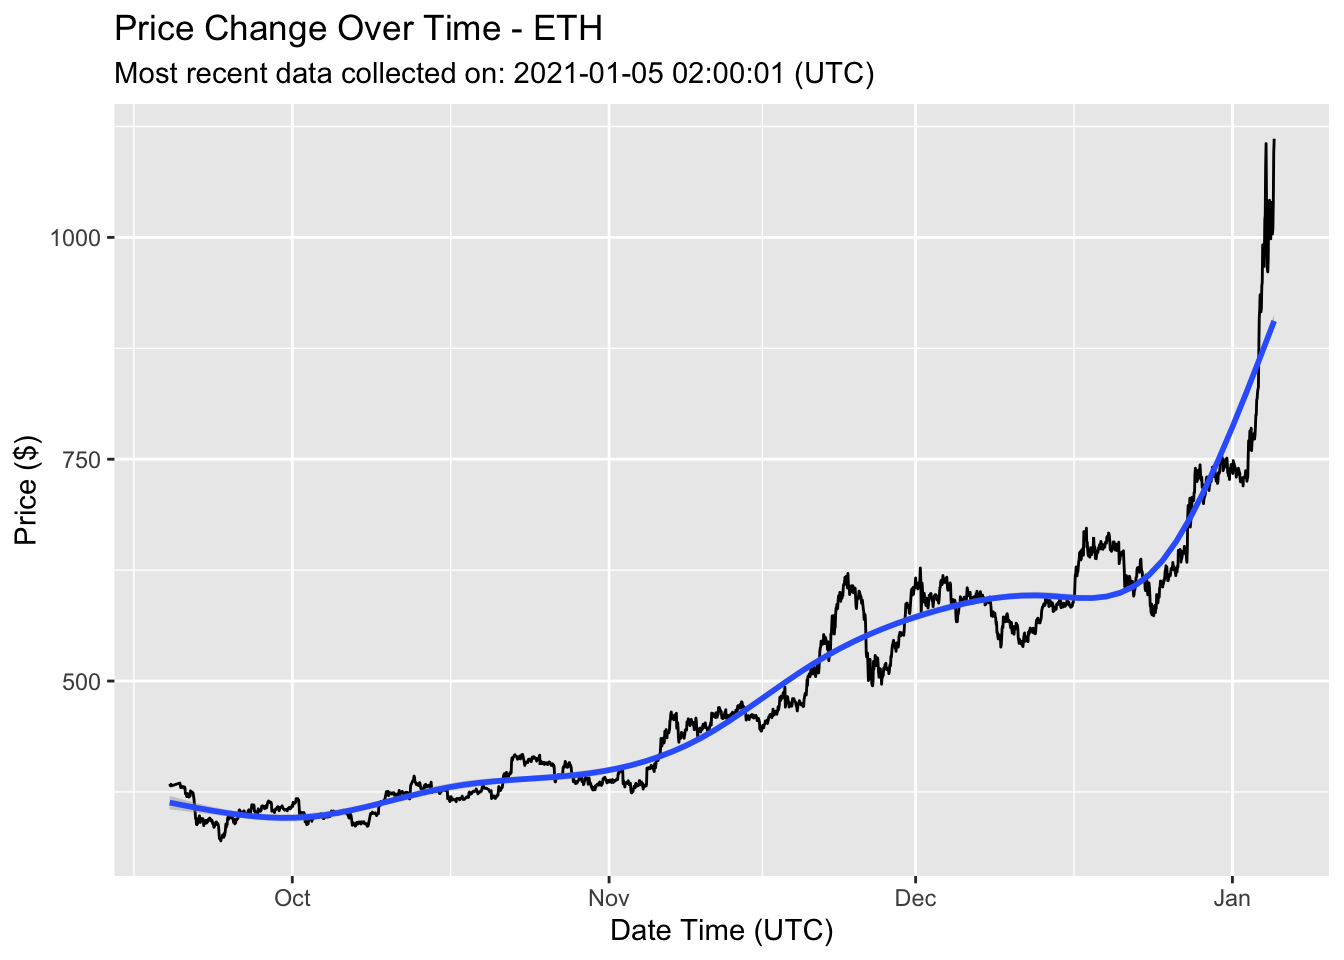 Price Change Over Time - ETH
Most recent data collected on: 2021-01-05 02:00:01 (UTC)
Price ($)
1000
750
500
Oct Nov Dec Jan
Date Time (UTC)